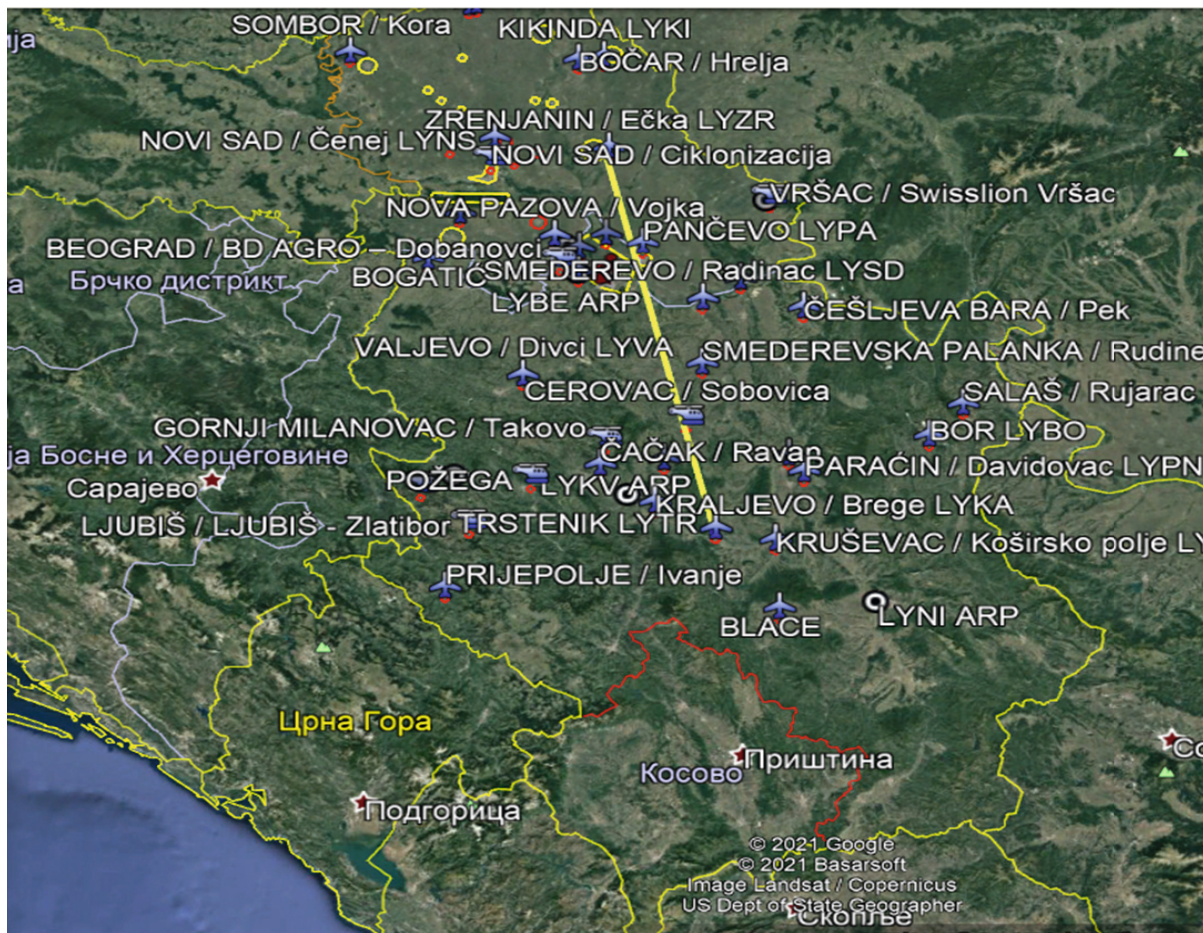 SOMBOR / Kora
KIKINDA LYKI
BOČAR / Hrelja
ZRENJANIN / Ečka LYZR
NOVI SAD / Čenej LYNS
NOVI SAD / Ciklonizacija
VRŠAC / Swisslion Vršac
NOVA PAZOVA / Vojka
PANČEVO LYPA
BEOGRAD / BD AGRO – Dobanovci
BOGATIĆ
SMEDEREVO / Radinac LYSD
Брчко дистрикт
LYBE ARP
ČEŠLJEVA BARA / Pek
VALJEVO / Divci LYVA
SMEDEREVSKA PALANKA / Rudine
CEROVAC / Sobovica
SALAŠ / Rujarac
GORNJI MILANOVAC / Takovo
BOR LYBO
ја Босне и Херцеговине
ČAČAK / Ravan
PARAĆIN / Davidovac LYPN
Сарајево
POŽEGA
LYKV ARP
KRALJEVO / Brege LYKA
LJUBIŠ / LJUBIŠ - Zlatibor
TRSTENIK LYTR
KRUŠEVAC / Koširsko polje LY
PRIJEPOLJE / Ivanje
BLACE
LYNI ARP
Црна Гора
Приштина
Косово
Подгорица
© 2021 Google
© 2021 Basarsoft
Image Landsat / Copernicus
US Dept of State Geographer
Скопље